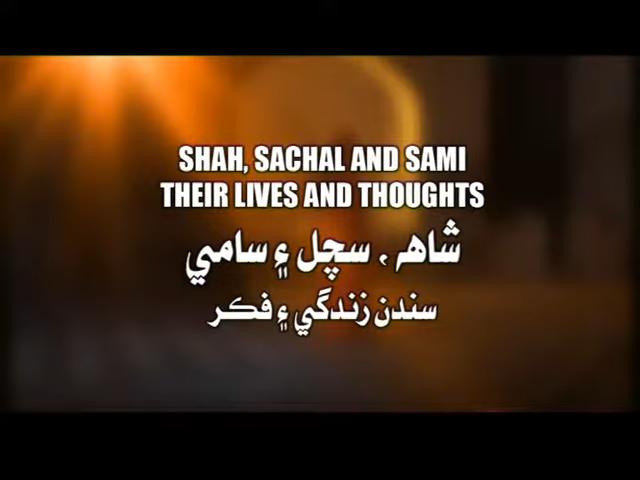 SHAH, SACHAL AND SAMI
THEIR LIVES AND THOUGHTS
شاهه، سچل ۽ سامي
سندن زندگي ۽ فڪر